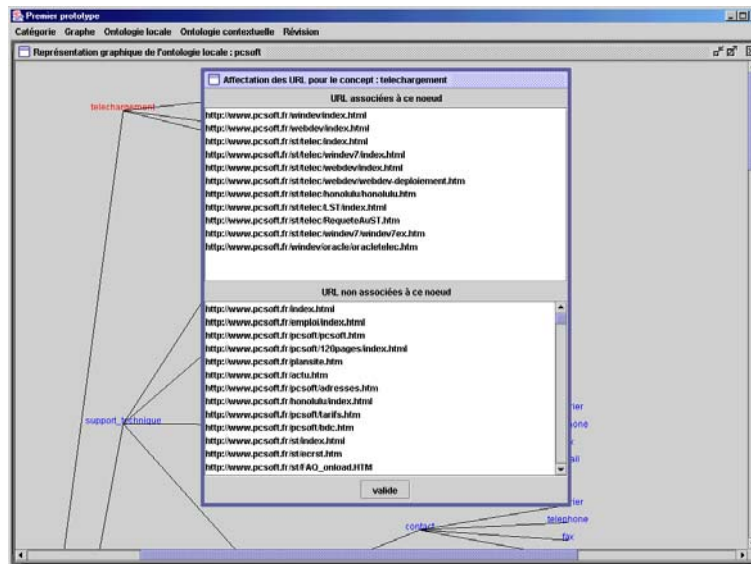 Premier prototype
Catégorie Graphe Ontologie locale Ontologie contextuelle Révision
Représentation graphique de l'ontologie locale : pcsoft
Affectation des URL pour le concept : telechargement
URL associées à ce noeud
http://www.pcsoft.fr/windev/index.html
http://www.pcsoft.fr/webdev/index.html
http://www.pcsoft.fr/st/telec/index.html
http://www.pcsoft.fr/st/telec/windev7/index.html
http://www.pcsoft.fr/st/telec/webdev/index.html
http://www.pcsoft.fr/st/telec/webdev/webdev-deploiement.htm
http://www.pcsoft.fr/st/telec/honolulu/honolulu.htm
http://www.pcsoft.fr/st/telec/LST/index.html
http://www.pcsoft.fr/st/telec/RequeteAuST.htm
http://www.pcsoft.fr/st/telec/windev7/windev7ex.htm
http://www.pcsoft.fr/windev/oracle/oracletelec.htm
URL non associées à ce noeud
http://www.pcsoft.fr/index.html
http://www.pcsoft.fr/emploi/index.html
http://www.pcsoft.fr/pcsoft/pcsoft.htm
http://www.pcsoft.fr/pcsoft/120pages/index.html
http://www.pcsoft.fr/plansite.htm
http://www.pcsoft.fr/actu.htm
http://www.pcsoft.fr/pcsoft/adresses.htm
http://www.pcsoft.fr/honolulu/index.html
http://www.pcsoft.fr/pcsoft/tarifs.htm
http://www.pcsoft.fr/pcsoft/bdc.htm
http://www.pcsoft.fr/st/index.html
http://www.pcsoft.fr/st/ecrst.htm
http://www.pcsoft.fr/st/FAQ_onload.HTM
valide
telechargement
support_technique
contact
telephone
fax